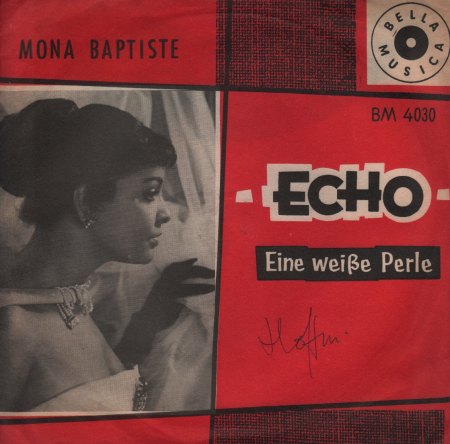 MONA BAPTISTE
BELLA MUSICA
BM 4030
ECHO
Eine weiße Perle